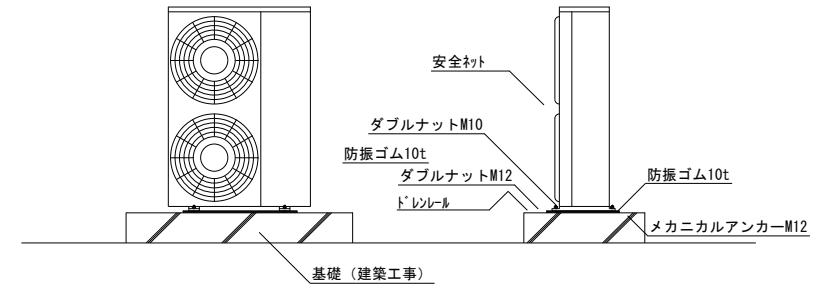 安全ﾈｯﾄ
ダブルナットM10
防振ゴム10t
ダブルナットM12
ﾄﾞﾚﾝﾚｰﾙ
防振ゴム10t
メカニカルアンカーM12
基礎（建築工事）